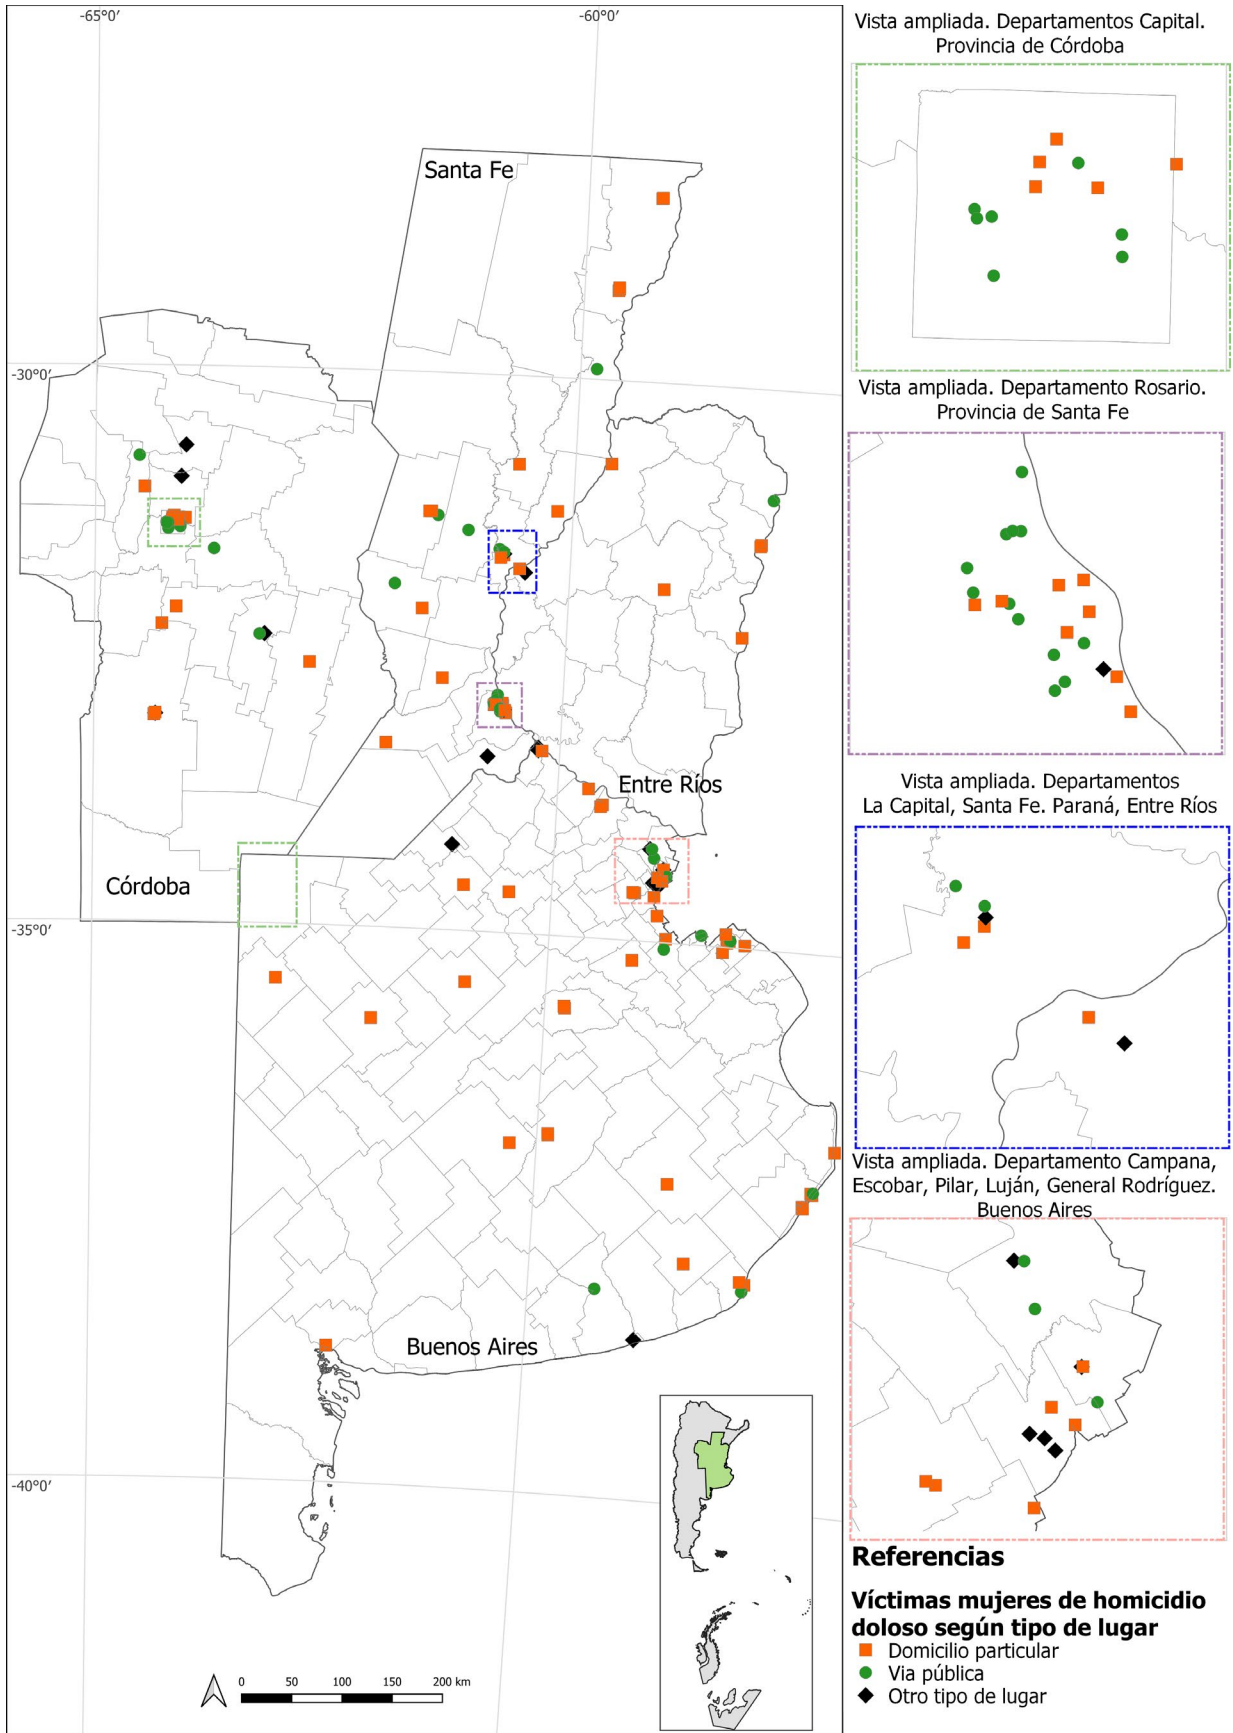 -65°0′
-60°0′
Santa Fe
-30°0′
Entre Ríos
Córdoba
-35°0′
Buenos Aires
-40°0′
0 50 100 150 200 km
Vista ampliada. Departamentos Capital.
Provincia de Córdoba
Vista ampliada. Departamento Rosario.
Provincia de Santa Fe
Vista ampliada. Departamentos
La Capital, Santa Fe. Paraná, Entre Ríos
Vista ampliada. Departamento Campana,
Escobar, Pilar, Luján, General Rodríguez.
Buenos Aires
Referencias
Víctimas mujeres de homicidio
doloso según tipo de lugar
Domicilio particular
Via pública
Otro tipo de lugar